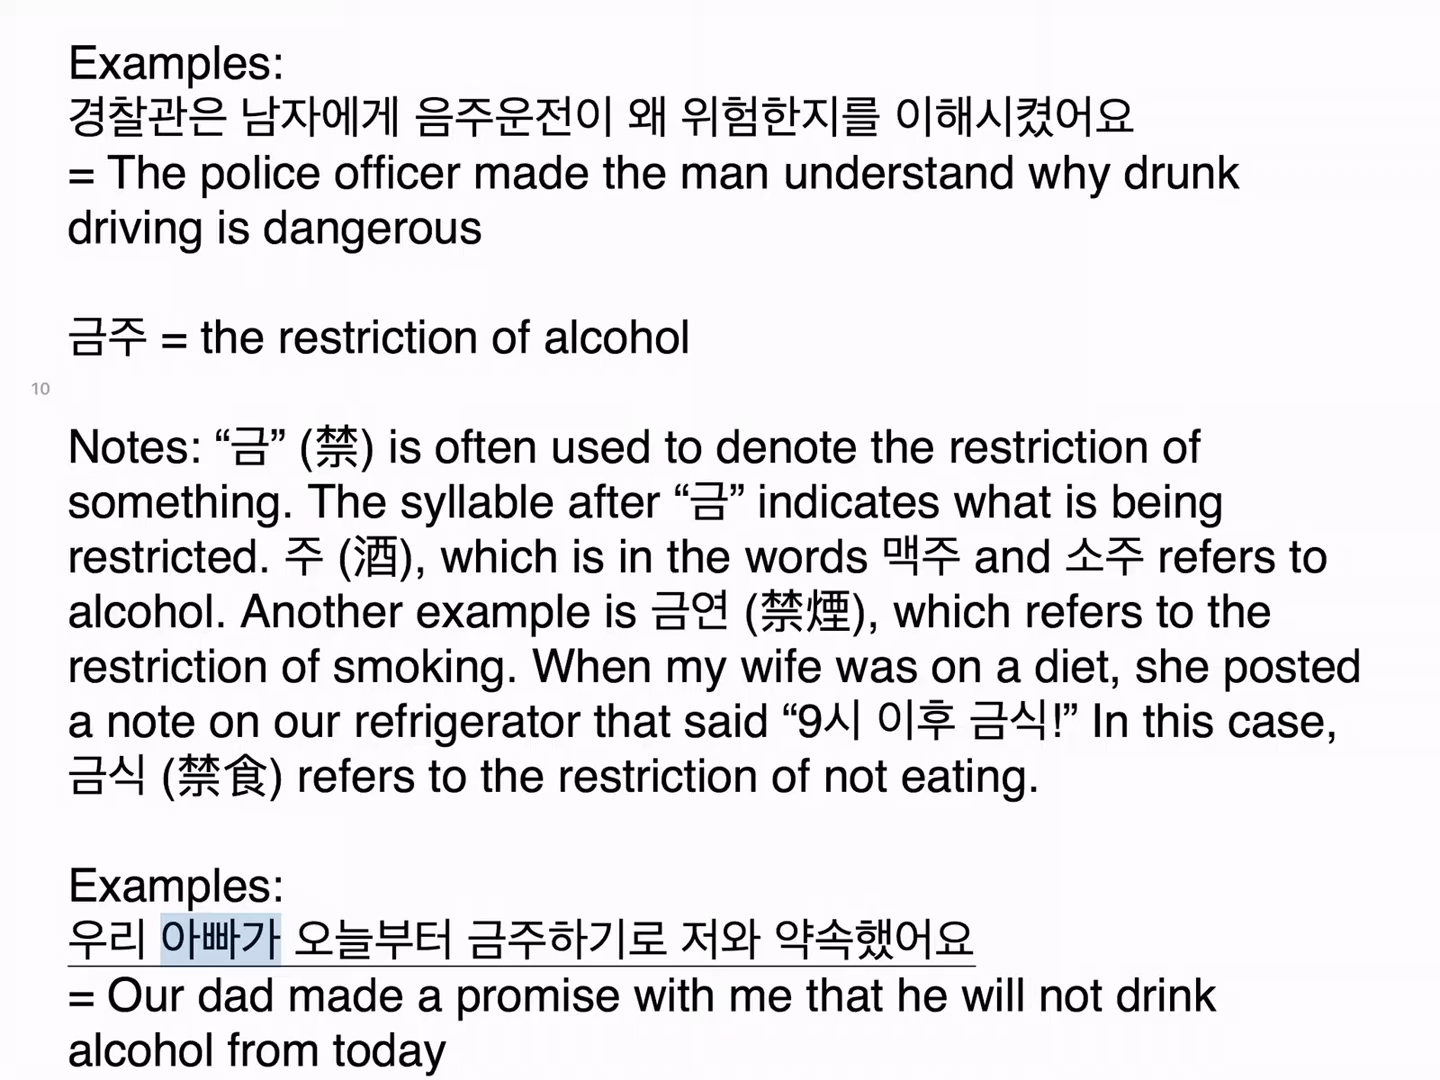 Examples:
경찰관은 남자에게 음주운전이 왜 위험한지를 이해시켰어요
= The police officer made the man understand why drunk
driving is dangerous
금주 = the restriction of alcohol
10
Notes: “금” (禁) is often used to denote the restriction of
something. The syllable after “금” indicates what is being
restricted. 주 (酒), which is in the words 맥주 and 소주 refers to
alcohol. Another example is 금연 (禁煙), which refers to the
restriction of smoking. When my wife was on a diet, she posted
a note on our refrigerator that said “9시 이후 금식!” In this case,
금식 (禁食) refers to the restriction of not eating.
Examples:
우리 아빠가 오늘부터 금주하기로 저와 약속했어요
= Our dad made a promise with me that he will not drink
alcohol from today